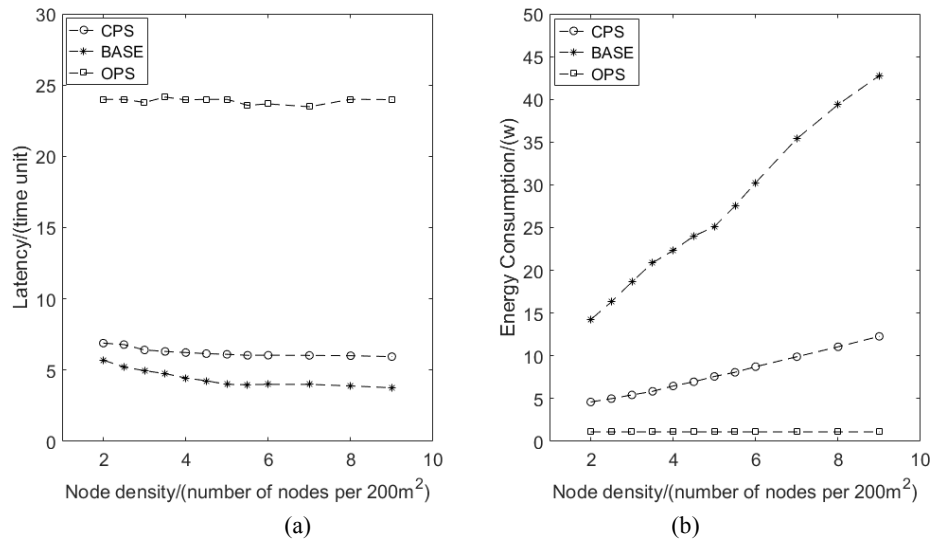 30
25
20
15
10
5
0
Latency/(time unit)
CPS
BASE
OPS
2
4
6
8
10
Node density/(number of nodes per 200m²)
(a)
50
45
40
35
30
25
20
15
10
5
0
Energy Consumption/(w)
CPS
BASE
OPS
2
4
6
8
10
Node density/(number of nodes per 200m²)
(b)